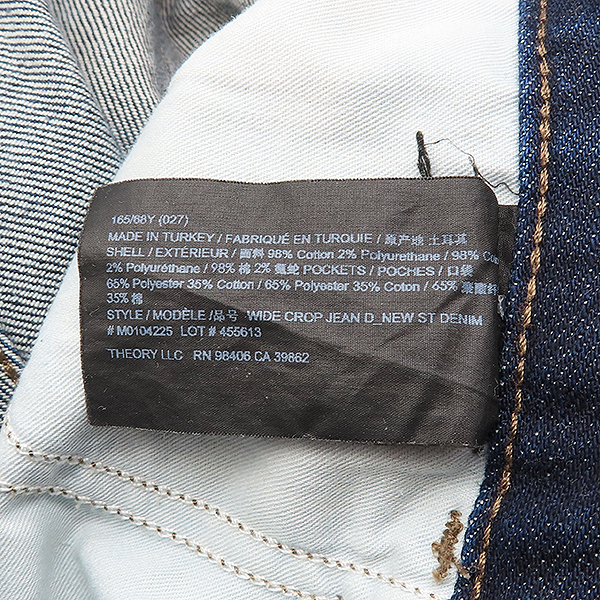 165/68Y (027)
MADE IN TURKEY / FABRIQUÉ EN TURQUIE / 原产地 土耳其
SHELL / EXTÉRIEUR / 面料 98% Cotton 2% Polyurethane / 98% Co
2% Polyuréthane / 98% 棉 2% 氨纶 POCKETS / POCHES / 口袋
65% Polyester 35% Cotton / 65% Polyester 35% Coton / 65% 聚酯纤
35% 棉
STYLE / MODÈLE /品号 WIDE CROP JEAN D_NEW ST DENIM
# M0104225 LOT # 455613
THEORY LLC RN 98406 CA 39862